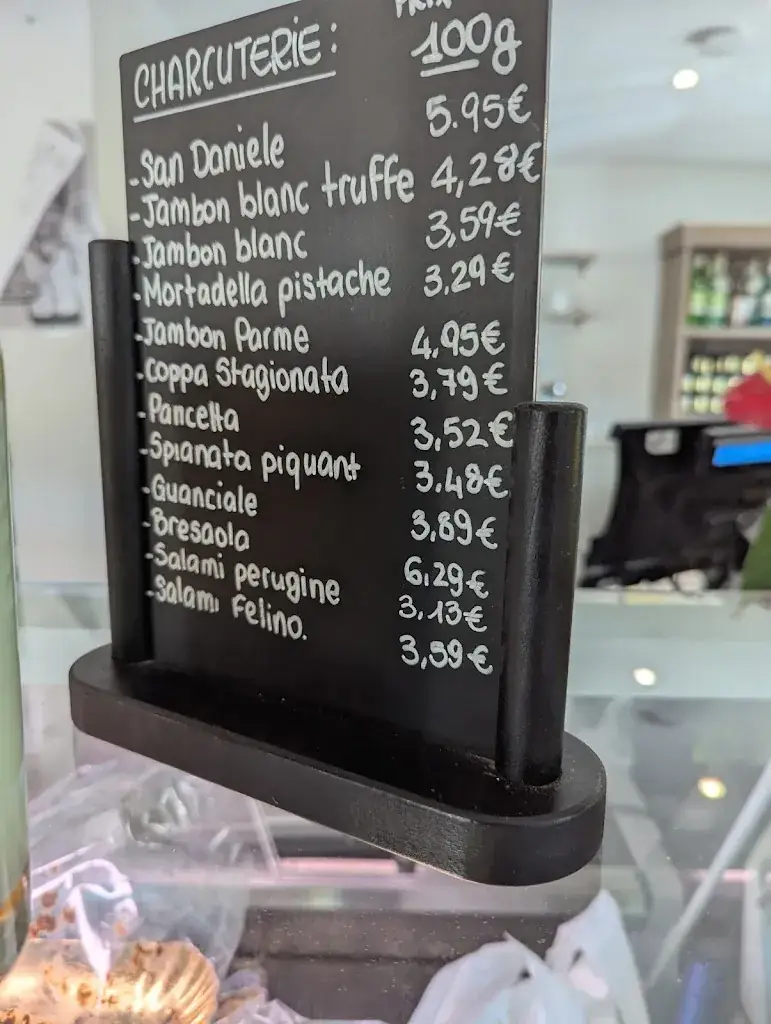 PRIX
CHARCUTERIE: 100g
-San Daniele 5.95€
-Jambon blanc truffe 4,28€
-Jambon blanc 3,59€
-Mortadella pistache 3,29€
-Jambon Parme 4,95€
-Coppa Stagionata 3,79€
-Pancetta 3,52€
-Spianata piquant 3,48€
-Guanciale 3,89€
-Bresaola 6,29€
-Salami perugine 3,13€
-Salami Felino. 3,59€